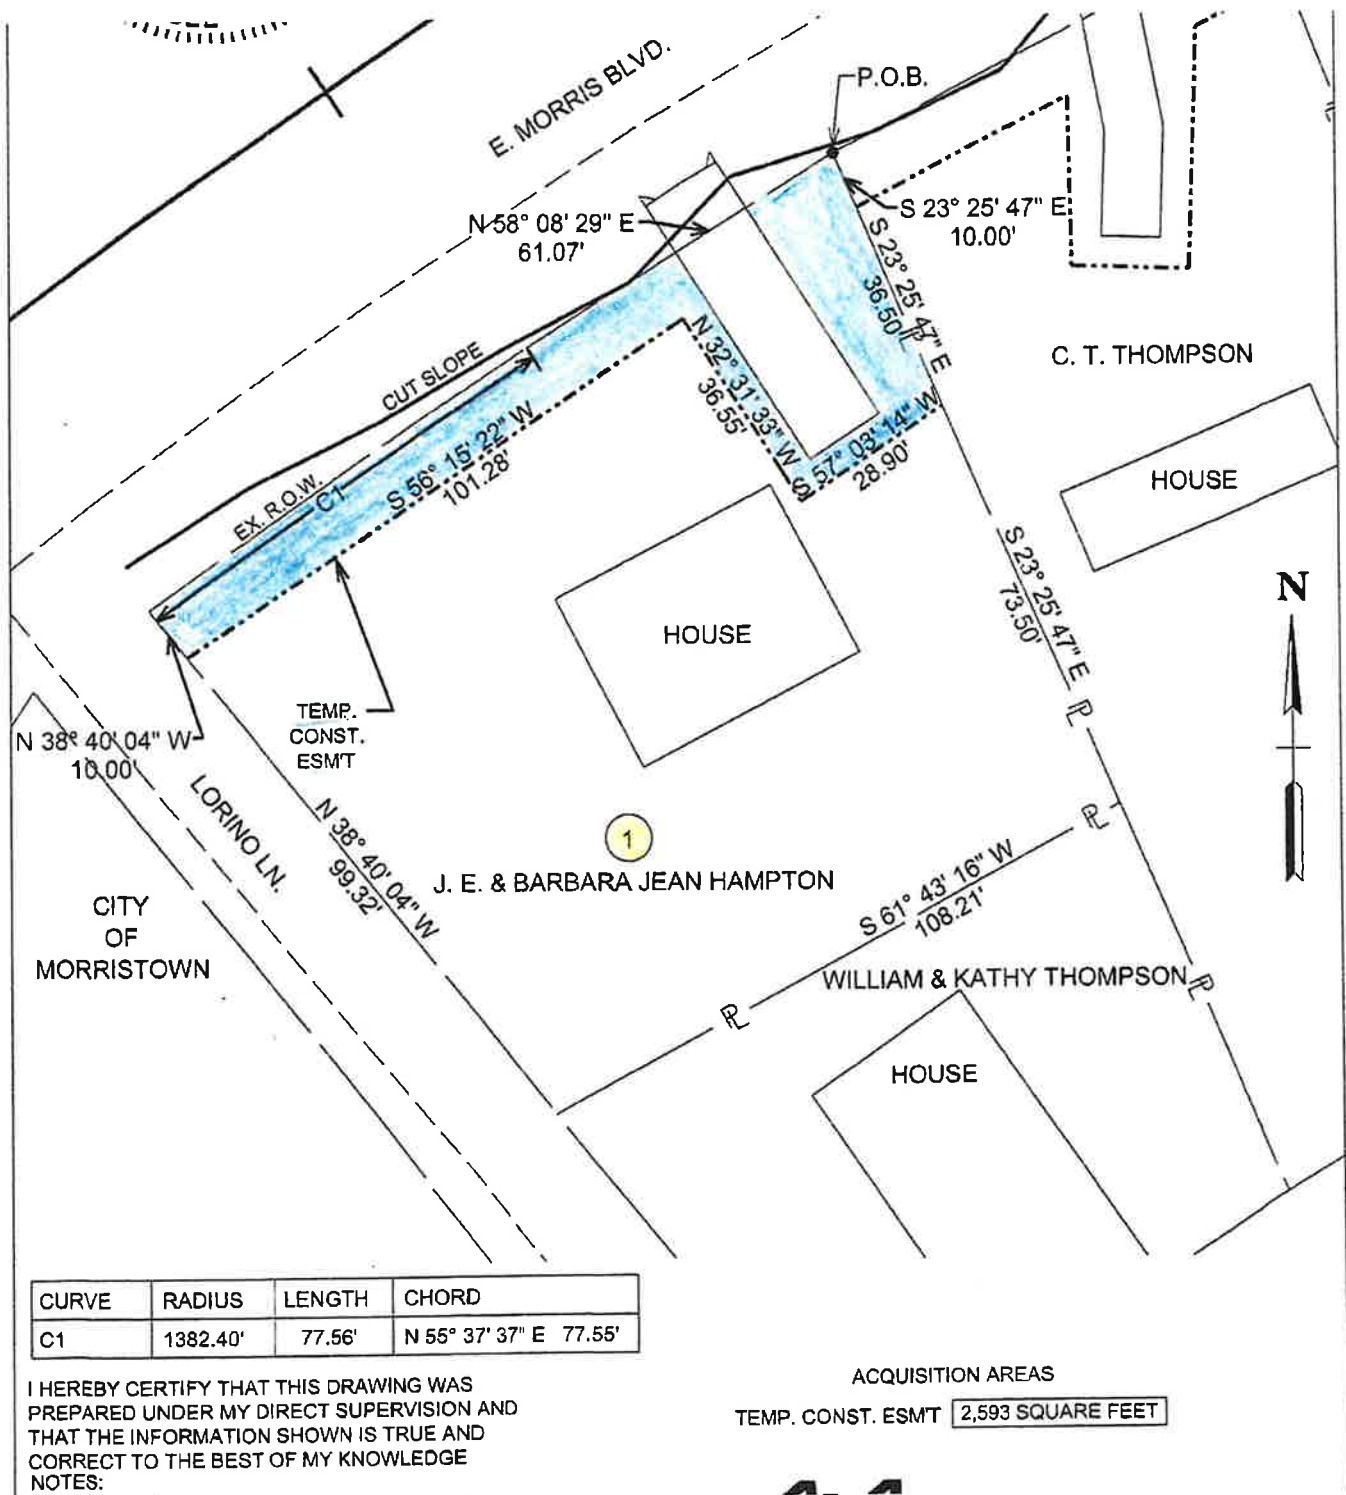 E. MORRIS BLVD.
P.O.B.
N 58° 08' 29" E
61.07'
S 23° 25' 47" E
10.00'
S 23° 25' 47" E
36.50'
C. T. THOMPSON
CUT SLOPE
N 32° 31' 33" W
36.55'
S 57° 03' 14" W
28.90'
EX. R.O.W.
C1
S 56° 15' 22" W
101.28'
HOUSE
HOUSE
S 23° 25' 47" E
73.50'
N
TEMP.
CONST.
ESM'T
N 38° 40' 04" W
10.00'
LORINO LN.
N 38° 40' 04" W
99.32'
1
J. E. & BARBARA JEAN HAMPTON
CITY
OF
MORRISTOWN
S 61° 43' 16" W
108.21'
WILLIAM & KATHY THOMPSON
HOUSE
CURVE RADIUS LENGTH CHORD
C1 1382.40' 77.56' N 55° 37' 37" E 77.55'
I HEREBY CERTIFY THAT THIS DRAWING WAS
PREPARED UNDER MY DIRECT SUPERVISION AND
THAT THE INFORMATION SHOWN IS TRUE AND
CORRECT TO THE BEST OF MY KNOWLEDGE
NOTES:
ACQUISITION AREAS
TEMP. CONST. ESM'T 2,593 SQUARE FEET